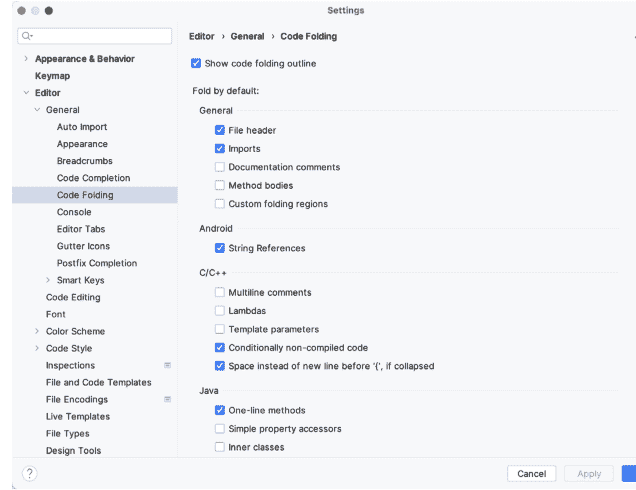 Settings
Editor › General › Code Folding
Appearance & Behavior
Keymap
Editor
General
Auto Import
Appearance
Breadcrumbs
Code Completion
Code Folding
Console
Editor Tabs
Gutter Icons
Postfix Completion
Smart Keys
Code Editing
Font
Color Scheme
Code Style
Inspections
File and Code Templates
File Encodings
Live Templates
File Types
Design Tools
Show code folding outline
Fold by default:
General
File header
Imports
Documentation comments
Method bodies
Custom folding regions
Android
String References
C/C++
Multiline comments
Lambdas
Template parameters
Conditionally non-compiled code
Space instead of new line before '{', if collapsed
Java
One-line methods
Simple property accessors
Inner classes
?
Cancel
Apply